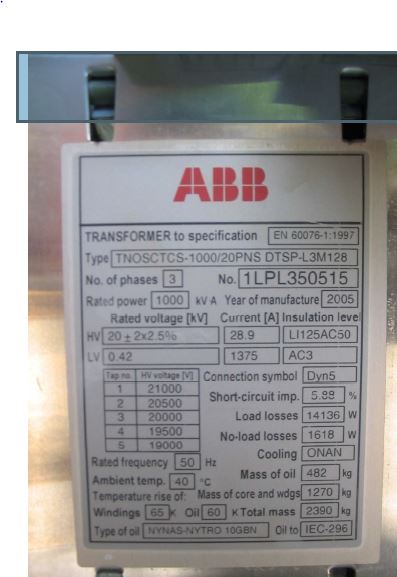 ABB
TRANSFORMER to specification EN 60076-1:1997
Type TNOSCTCS-1000/20PNS DTSP-L3M128
No. of phases 3 No. 1LPL350515
Rated power 1000 kVA Year of manufacture 2005
Rated voltage [kV] Current [A] Insulation level
HV 20 ± 2x2.5% 28.9 LI125AC50
LV 0.42 1375 AC3
Tap no. HV voltage [V] Connection symbol Dyn5
1 21000 Short-circuit imp. 5.88 %
2 20500
3 20000 Load losses 14136 W
4 19500 No-load losses 1618 W
5 19000 Cooling ONAN
Rated frequency 50 Hz Mass of oil 482 kg
Ambient temp. 40 °C
Temperature rise of: Mass of core and wdgs 1270 kg
Windings 65 K Oil 60 K Total mass 2390 kg
Type of oil NYNAS-NYTRO 10GBN Oil to IEC-296